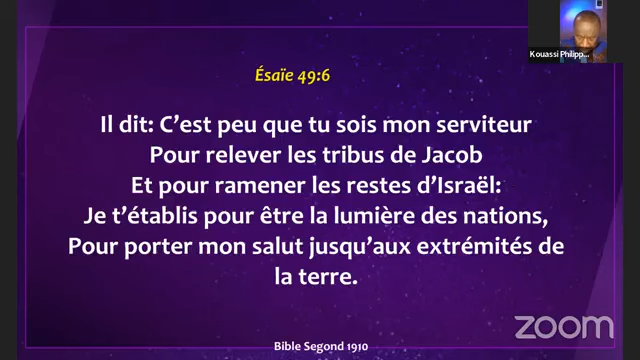 Kouassi Philipp...
Ésaïe 49:6
Il dit: C’est peu que tu sois mon serviteur
Pour relever les tribus de Jacob
Et pour ramener les restes d’Israël:
Je t’établis pour être la lumière des nations,
Pour porter mon salut jusqu’aux extrémités de
la terre.
zoom
Bible Segond 1910